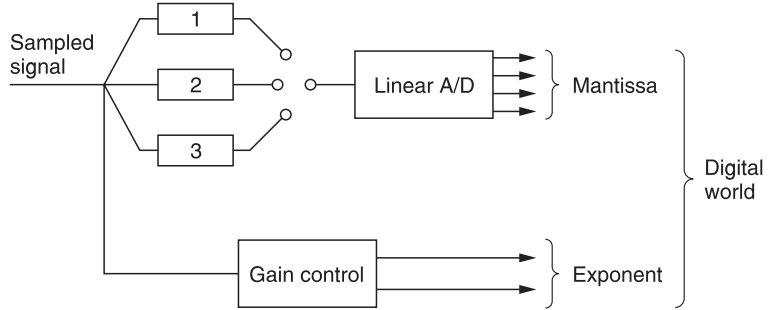 Sampled
signal
1
2
3
Linear A/D
Mantissa
Digital
world
Gain control
Exponent